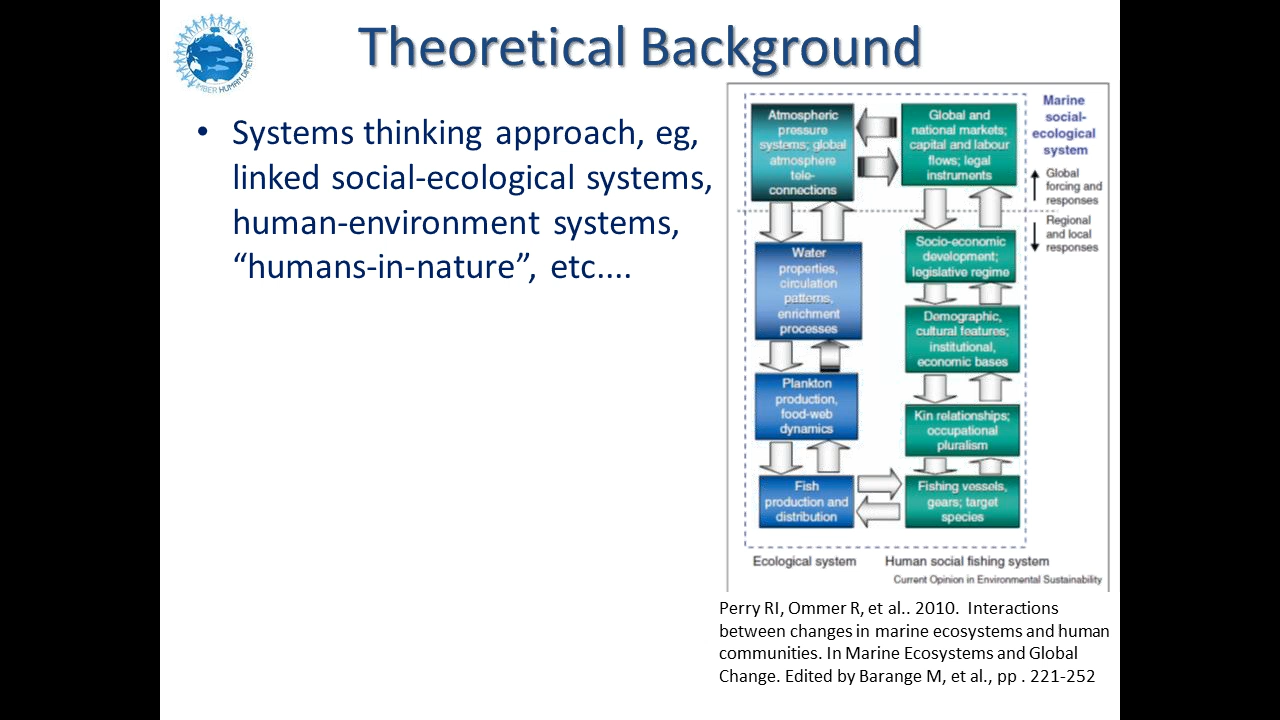 Theoretical Background
• Systems thinking approach, eg,
linked social-ecological systems,
human-environment systems,
“humans-in-nature”, etc....
Marine
social-
ecological
system
Global
forcing and
responses
Regional
and local
responses
Atmospheric
pressure
systems; global
atmosphere
tele-
connections
Global and
national markets;
capital and labour
flows; legal
instruments
Water
properties,
circulation
patterns,
enrichment
processes
Socio-economic
development;
legislative regime
Demographic,
cultural features;
institutional,
economic bases
Plankton
production,
food-web
dynamics
Kin relationships;
occupational
pluralism
Fish
production and
distribution
Fishing vessels,
gears; target
species
Ecological system
Human social fishing system
Current Opinion in Environmental Sustainability
Perry RI, Ommer R, et al.. 2010.  Interactions
between changes in marine ecosystems and human
communities. In Marine Ecosystems and Global
Change. Edited by Barange M, et al., pp . 221-252
HUMAN DIMENSIONS